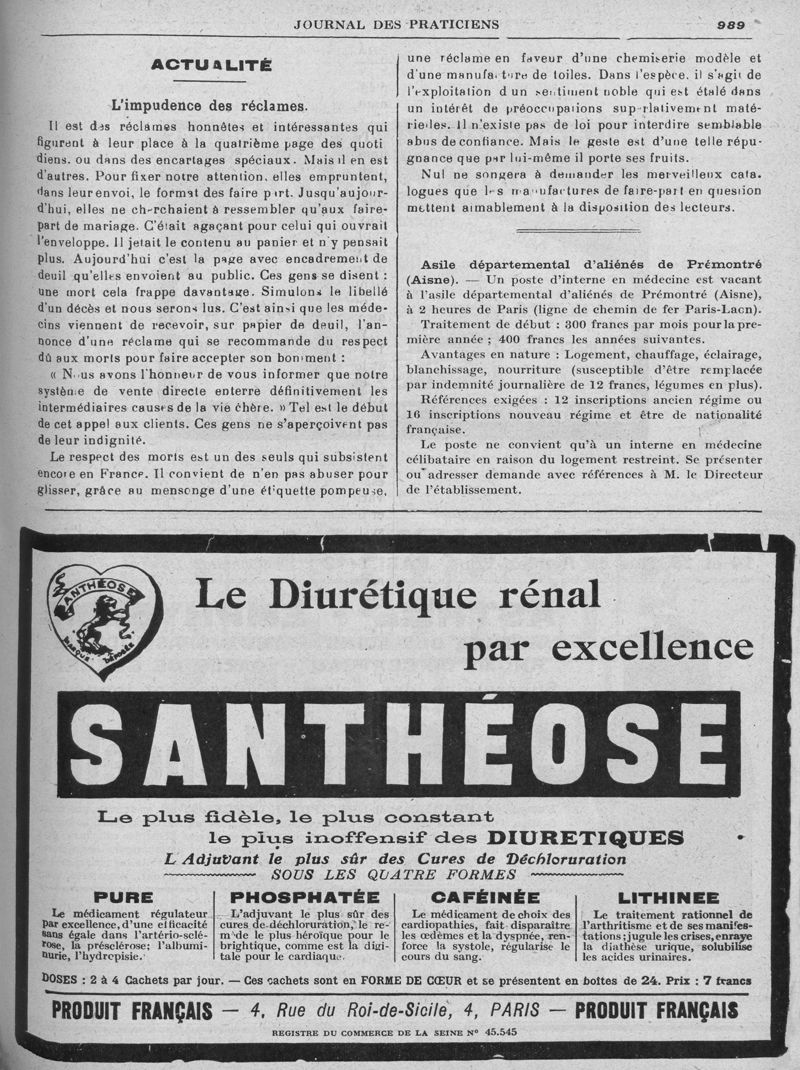 JOURNAL DES PRATICIENS
989
ACTUALITÉ
L'impudence des réclames.
Il est des réclames honnêtes et intéressantes qui
figurent à leur place à la quatrième page des quoti
diens, ou dans des encartages spéciaux. Mais il en est
d'autres. Pour fixer notre attention, elles empruntent,
dans leur envoi, le format des faire part. Jusqu'aujour-
d'hui, elles ne cherchaient à ressembler qu'aux faire-
part de mariage. C'était agaçant pour celui qui ouvrait
l'enveloppe. Il jetait le contenu au panier et n'y pensait
plus. Aujourd'hui c'est la page avec encadrement de
deuil qu'elles envoient au public. Ces gens se disent :
une mort cela frappe davantage. Simulons le libellé
d'un décès et nous serons lus. C'est ainsi que les méde-
cins viennent de recevoir, sur papier de deuil, l'an-
nonce d'une réclame qui se recommande du respect
dû aux morts pour faire accepter son boniment :
« Nous avons l'honneur de vous informer que notre
système de vente directe enterre définitivement les
intermédiaires causes de la vie chère. » Tel est le début
de cet appel aux clients. Ces gens ne s'aperçoivent pas
de leur indignité.
Le respect des morts est un des seuls qui subsistent
encore en France. Il convient de n'en pas abuser pour
glisser, grâce au mensonge d'une étiquette pompeuse,
une réclame en faveur d'une chemiserie modèle et
d'une manufacture de toiles. Dans l'espèce, il s'agit de
l'exploitation d un sentiment noble qui est étalé dans
un intérêt de préoccupations superlativement maté-
rielles. Il n'existe pas de loi pour interdire semblable
abus de confiance. Mais le geste est d'une telle répu-
gnance que par lui-même il porte ses fruits.
Nul ne songera à demander les merveilleux cata-
logues que les manufactures de faire-part en question
mettent aimablement à la disposition des lecteurs.
Asile départemental d'aliénés de Prémontré
(Aisne). — Un poste d'interne en médecine est vacant
à l'asile départemental d'aliénés de Prémontré (Aisne),
à 2 heures de Paris (ligne de chemin de fer Paris-Laon).
Traitement de début : 300 francs par mois pour la pre-
mière année ; 400 francs les années suivantes.
Avantages en nature : Logement, chauffage, éclairage,
blanchissage, nourriture (susceptible d'être remplacée
par indemnité journalière de 12 francs, légumes en plus).
Références exigées : 12 inscriptions ancien régime ou
16 inscriptions nouveau régime et être de nationalité
française.
Le poste ne convient qu'à un interne en médecine
célibataire en raison du logement restreint. Se présenter
ou adresser demande avec références à M. le Directeur
de l'établissement.
SANTHÉOSE
MARQUE DÉPOSÉE
Le Diurétique rénal
par excellence
SANTHÉOSE
Le plus fidèle, le plus constant
le plus inoffensif des DIURETIQUES
L'Adjuvant le plus sûr des Cures de Déchloruration
SOUS LES QUATRE FORMES
PURE
Le médicament régulateur
par excellence, d'une efficacité
sans égale dans l'artério-sclé-
rose, la présclérose; l'albumi-
nurie, l'hydropisie.
PHOSPHATÉE
L'adjuvant le plus sûr des
cures de déchloruration, le re-
mède le plus héroïque pour le
brightique, comme est la digi-
tale pour le cardiaque.
CAFÉINÉE
Le médicament de choix des
cardiopathies, fait disparaître
les œdèmes et la dyspnée, ren-
force la systole, régularise le
cours du sang.
LITHINEE
Le traitement rationnel de
l'arthritisme et de ses manifes-
tations; jugule les crises, enraye
la diathèse urique, solubilise
les acides urinaires.
DOSES : 2 à 4 Cachets par jour. — Ces cachets sont en FORME DE CŒUR et se présentent en boîtes de 24. Prix : 7 francs
PRODUIT FRANÇAIS — 4, Rue du Roi-de-Sicile, 4, PARIS — PRODUIT FRANÇAIS
REGISTRE DU COMMERCE DE LA SEINE N° 45.545